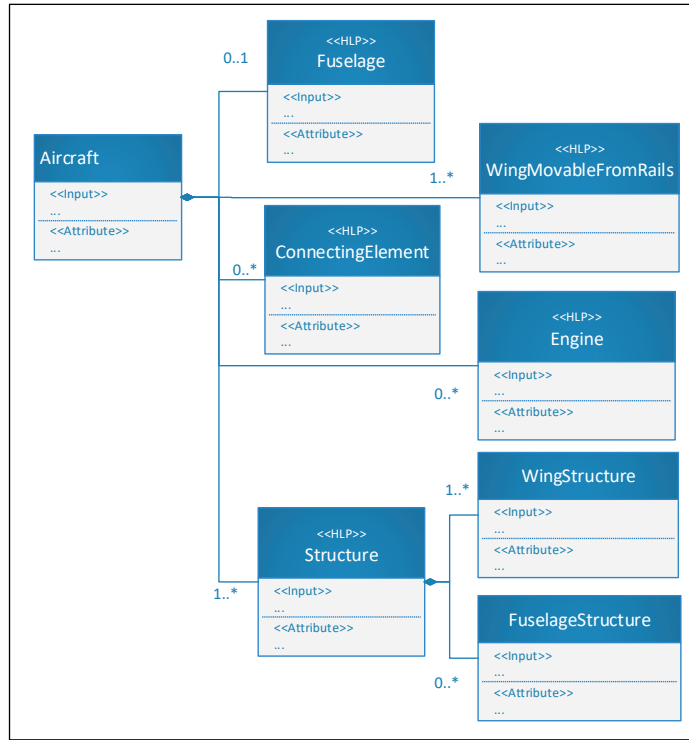 <<HLP>>
Fuselage
0..1
<<Input>>
...
<<Attribute>>
...
Aircraft
<<Input>>
...
<<Attribute>>
...
<<HLP>>
WingMovableFromRails
1..*
<<Input>>
...
<<Attribute>>
...
<<HLP>>
ConnectingElement
0..*
<<Input>>
...
<<Attribute>>
...
<<HLP>>
Engine
0..*
<<Input>>
...
<<Attribute>>
...
<<HLP>>
Structure
1..*
<<Input>>
...
<<Attribute>>
...
WingStructure
1..*
<<Input>>
...
<<Attribute>>
...
FuselageStructure
0..*
<<Input>>
...
<<Attribute>>
...